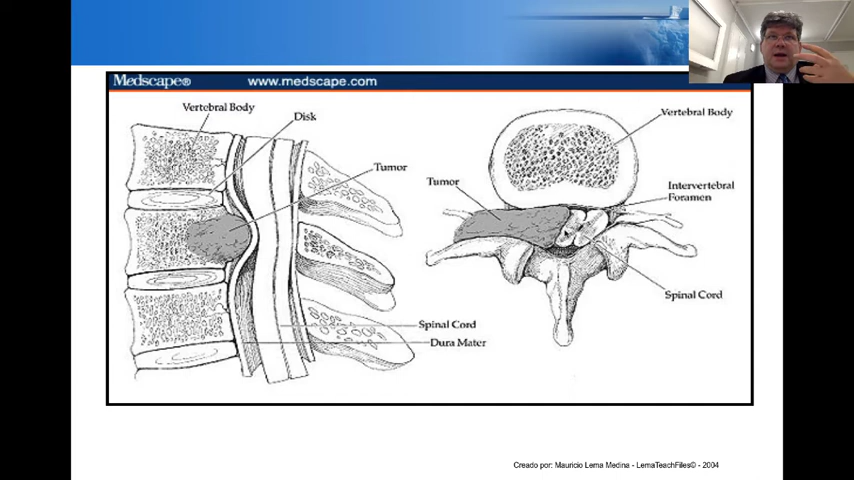 Medscape® www.medscape.com
Vertebral Body
Disk
Tumor
Spinal Cord
Dura Mater
Vertebral Body
Tumor
Intervertebral
Foramen
Spinal Cord
Creado por: Mauricio Lema Medina - LemaTeachFiles© - 2004